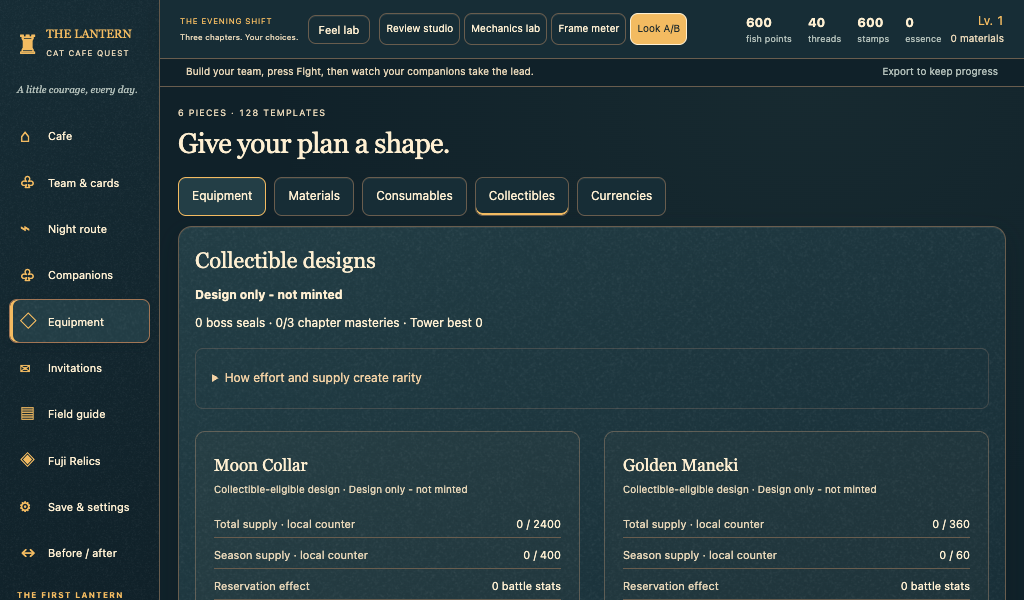 THE LANTERN
CAT CAFE QUEST
A little courage, every day.
Cafe
Team & cards
Night route
Companions
Equipment
Invitations
Field guide
Fuji Relics
Save & settings
Before / after
THE FIRST LANTERN
THE EVENING SHIFT
Three chapters. Your choices.
Feel lab
Review studio
Mechanics lab
Frame meter
Look A/B
600
fish points
40
threads
600
stamps
0
essence
Lv. 1
0 materials
Build your team, press Fight, then watch your companions take the lead.
Export to keep progress
6 PIECES · 128 TEMPLATES
Give your plan a shape.
Equipment
Materials
Consumables
Collectibles
Currencies
Collectible designs
Design only - not minted
0 boss seals · 0/3 chapter masteries · Tower best 0
How effort and supply create rarity
Moon Collar
Collectible-eligible design · Design only - not minted
Total supply · local counter 0 / 2400
Season supply · local counter 0 / 400
Reservation effect 0 battle stats
Golden Maneki
Collectible-eligible design · Design only - not minted
Total supply · local counter 0 / 360
Season supply · local counter 0 / 60
Reservation effect 0 battle stats